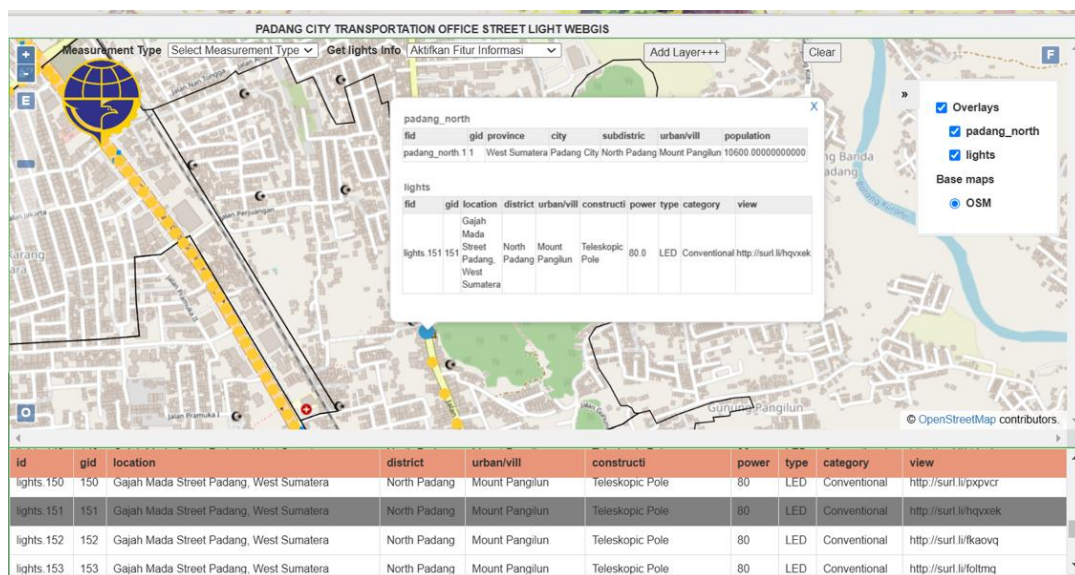 PADANG CITY TRANSPORTATION OFFICE STREET LIGHT WEBGIS
+
-
Measurement Type Select Measurement Type Get lights Info Aktifkan Fitur Informasi Add Layer+++ Clear F
E
O
X
padang_north
fid gid province city subdistric urban/vill population
padang_north.1 1 West Sumatera Padang City North Padang Mount Pangilun 10600.00000000000
lights
fid gid location district urban/vill constructi power type category view
lights.151 151 Gajah Mada Street Padang, West Sumatera North Padang Mount Pangilun Teleskopic Pole 80.0 LED Conventional http://surl.li/hqvxek
»
Overlays
padang_north
lights
Base maps
OSM
Jalan Nan Tongga
Jalan Perjuangan
Jalan Pramuka I
Jalan
ng Banda
adang
Karang
Gunung Pangilun
© OpenStreetMap contributors.
id gid location district urban/vill constructi power type category view
lights.150 150 Gajah Mada Street Padang, West Sumatera North Padang Mount Pangilun Teleskopic Pole 80 LED Conventional http://surl.li/pxpvcr
lights.151 151 Gajah Mada Street Padang, West Sumatera North Padang Mount Pangilun Teleskopic Pole 80 LED Conventional http://surl.li/hqvxek
lights.152 152 Gajah Mada Street Padang, West Sumatera North Padang Mount Pangilun Teleskopic Pole 80 LED Conventional http://surl.li/fkaovq
lights.153 153 Gajah Mada Street Padang, West Sumatera North Padang Mount Pangilun Teleskopic Pole 80 LED Conventional http://surl.li/foltmq